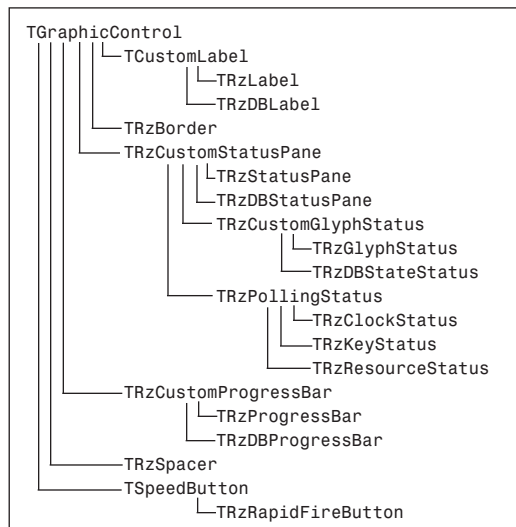 TGraphicControl
TCustomLabel
TRzLabel
TRzDBLabel
TRzBorder
TRzCustomStatusPane
TRzStatusPane
TRzDBStatusPane
TRzCustomGlyphStatus
TRzGlyphStatus
TRzDBStateStatus
TRzPollingStatus
TRzClockStatus
TRzKeyStatus
TRzResourceStatus
TRzCustomProgressBar
TRzProgressBar
TRzDBProgressBar
TRzSpacer
TSpeedButton
TRzRapidFireButton